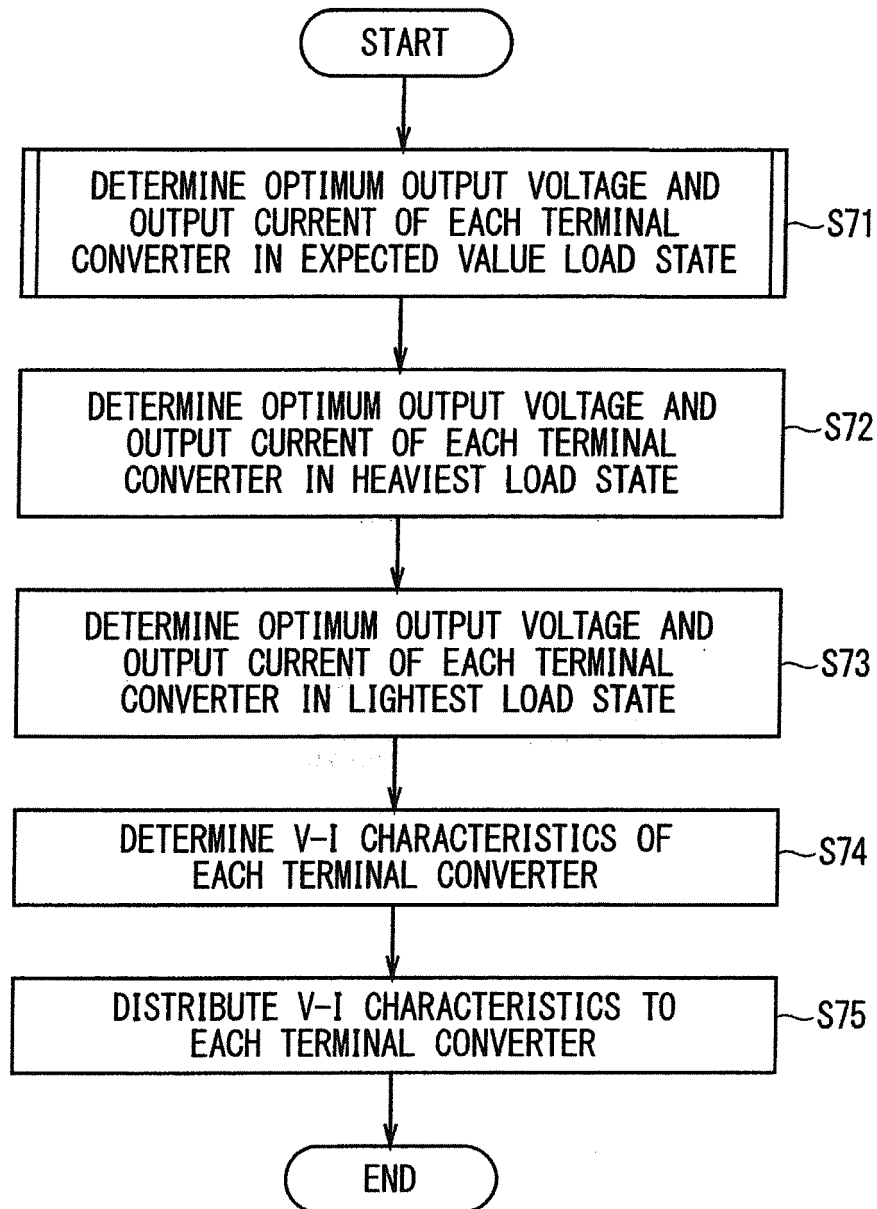 START
DETERMINE OPTIMUM OUTPUT VOLTAGE AND
OUTPUT CURRENT OF EACH TERMINAL
CONVERTER IN EXPECTED VALUE LOAD STATE
S71
DETERMINE OPTIMUM OUTPUT VOLTAGE AND
OUTPUT CURRENT OF EACH TERMINAL
CONVERTER IN HEAVIEST LOAD STATE
S72
DETERMINE OPTIMUM OUTPUT VOLTAGE AND
OUTPUT CURRENT OF EACH TERMINAL
CONVERTER IN LIGHTEST LOAD STATE
S73
DETERMINE V-I CHARACTERISTICS OF
EACH TERMINAL CONVERTER
S74
DISTRIBUTE V-I CHARACTERISTICS TO
EACH TERMINAL CONVERTER
S75
END